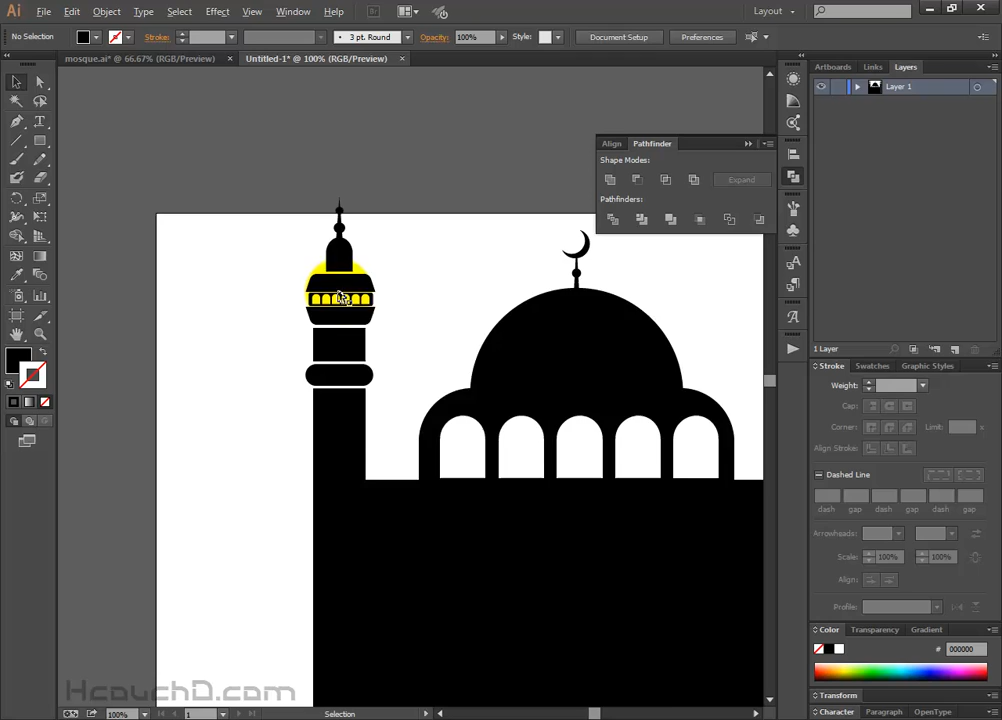 Ai File Edit Object Type Select Effect View Window Help Br Layout
No Selection Stroke: 3 pt. Round Opacity: 100% Style: Document Setup Preferences
mosque.ai* @ 66.67% (RGB/Preview) × Untitled-1* @ 100% (RGB/Preview) ×
Artboards Links Layers
Layer 1
Align Pathfinder
Shape Modes:
Expand
Pathfinders:
1 Layer
Stroke Swatches Graphic Styles
Weight:
Cap:
Corner: Limit: x
Align Stroke:
Dashed Line
dash gap dash gap dash gap
Arrowheads:
Scale: 100% 100%
Align:
Profile:
Color Transparency Gradient
# 000000
Transform
Character Paragraph OpenType
HcouchD.com
100% 1 Selection